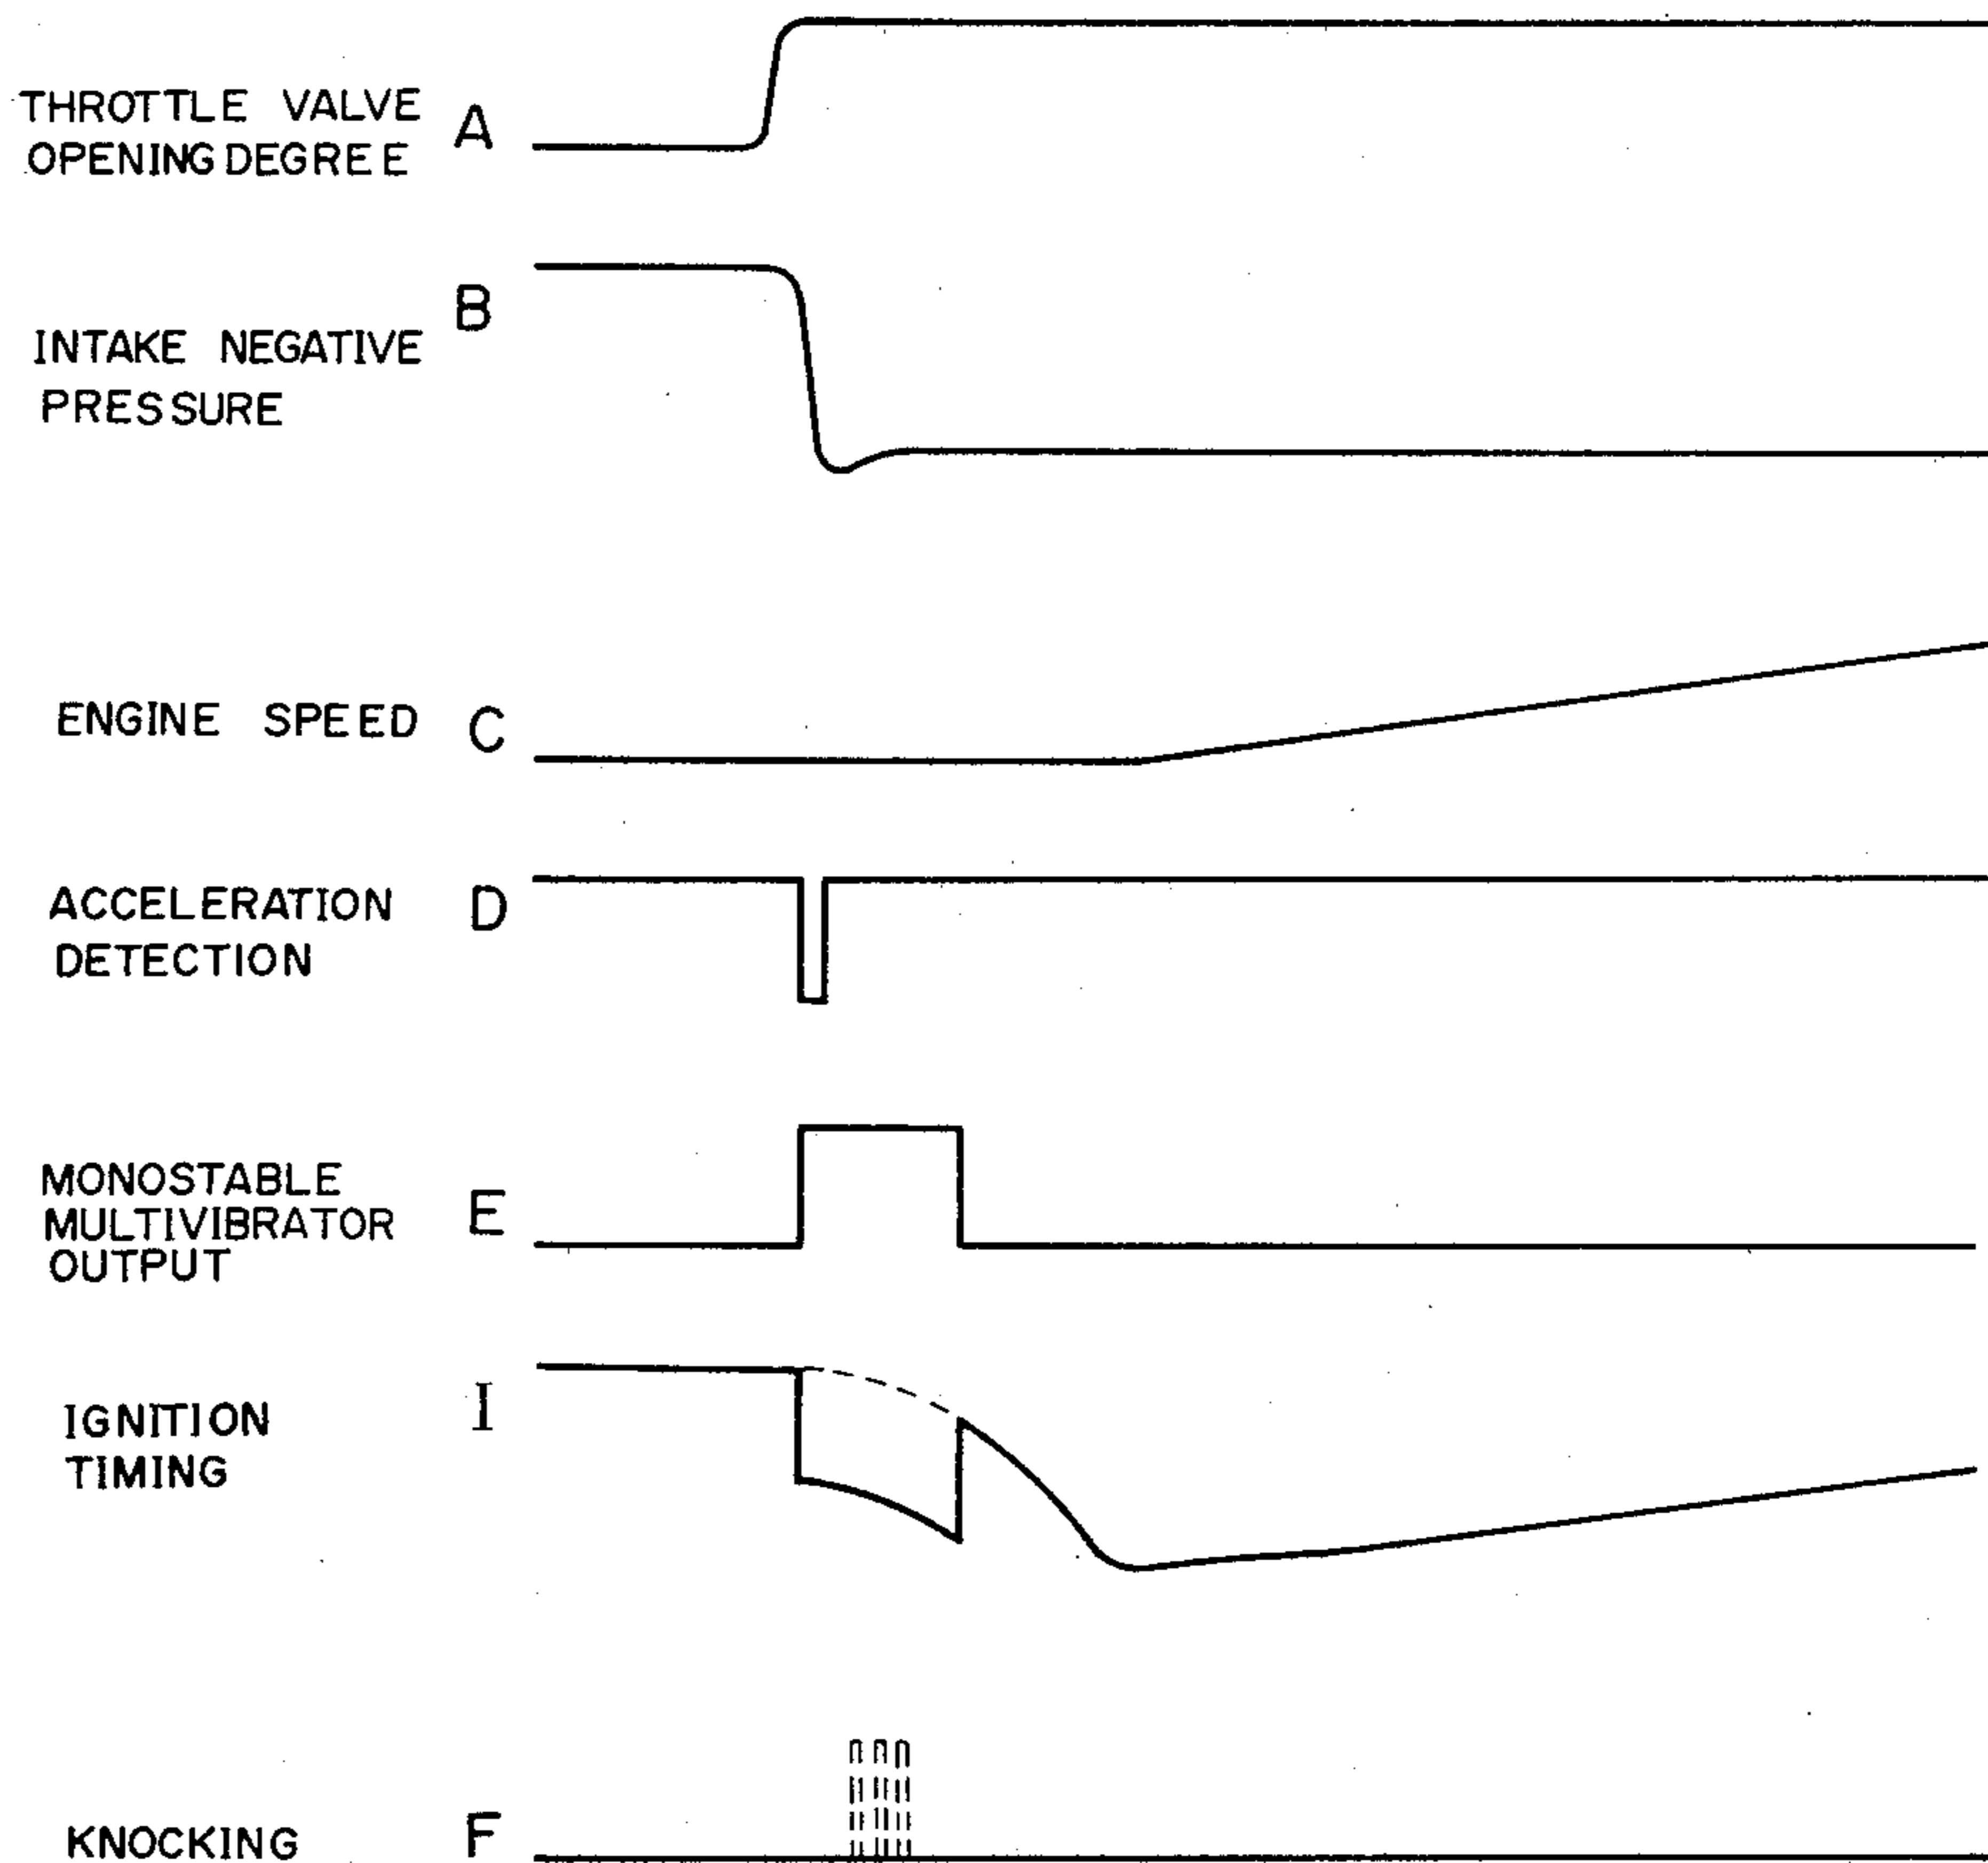 THROTTLE VALVE
OPENING DEGREE
A
B
INTAKE NEGATIVE
PRESSURE
ENGINE SPEED
C
ACCELERATION
DETECTION
D
MONOSTABLE
MULTIVIBRATOR
OUTPUT
E
IGNITION
TIMING
I
KNOCKING
F